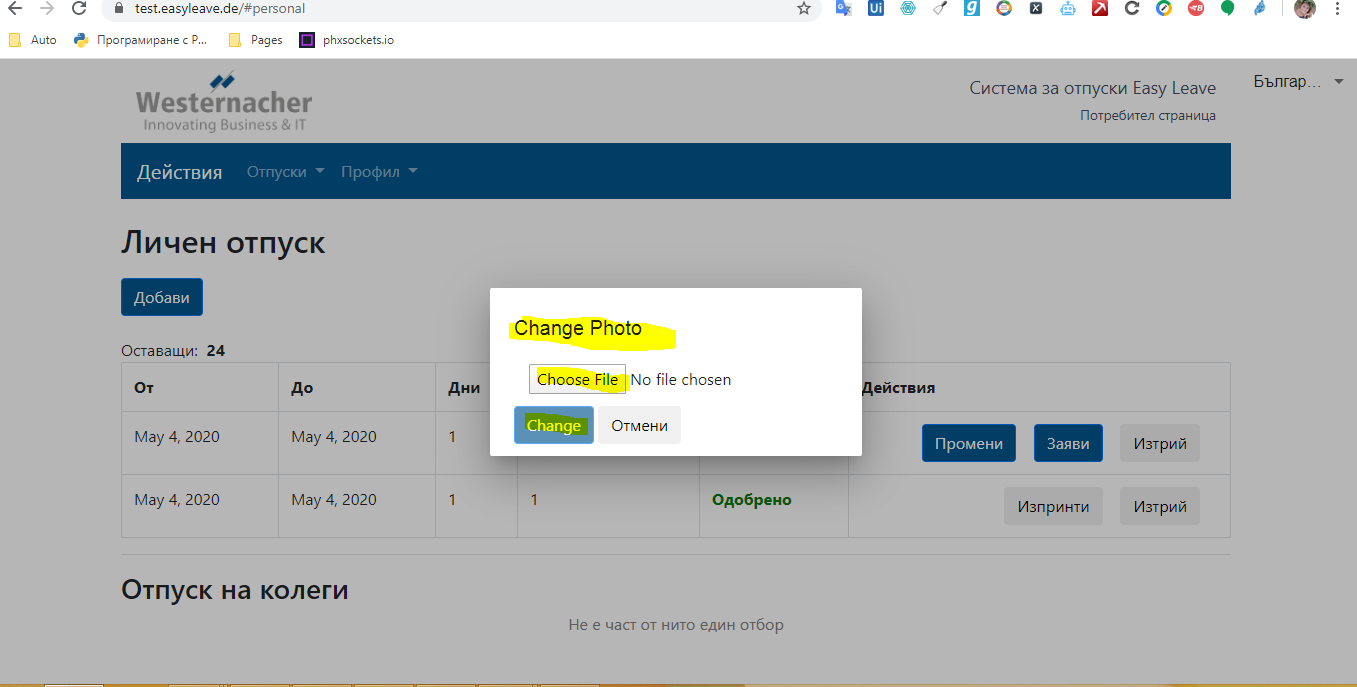 test.easyleave.de/#personal
Auto Програмиране с P... Pages phxsockets.io
Westernacher
Innovating Business & IT
Система за отпуски Easy Leave
Потребител страница
Българ...
Действия Отпуски Профил
Личен отпуск
Добави
Оставащи: 24
От До Дни Действия
May 4, 2020 May 4, 2020 1 Промени Заяви Изтрий
May 4, 2020 May 4, 2020 1 1 Одобрено Изпринти Изтрий
Change Photo
Choose File No file chosen
Change Отмени
Отпуск на колеги
Не е част от нито един отбор